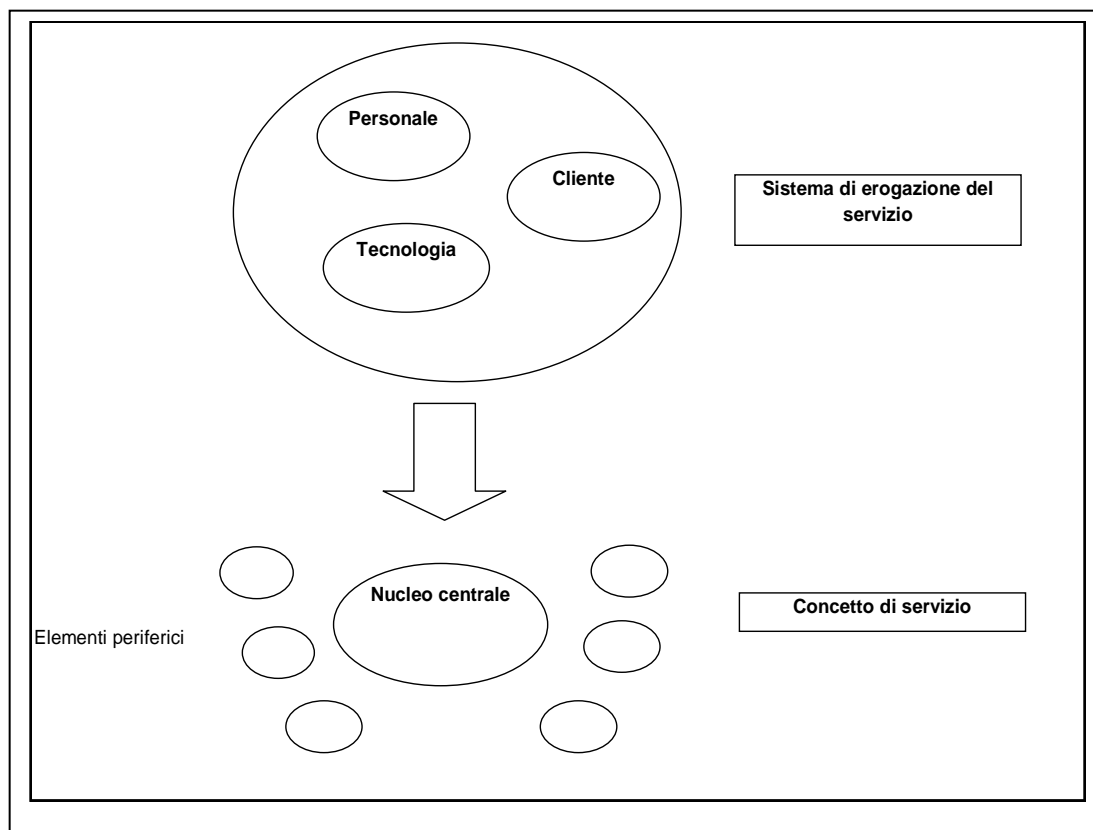 Personale
Cliente
Sistema di erogazione del
servizio
Tecnologia
Nucleo centrale
Concetto di servizio
Elementi periferici